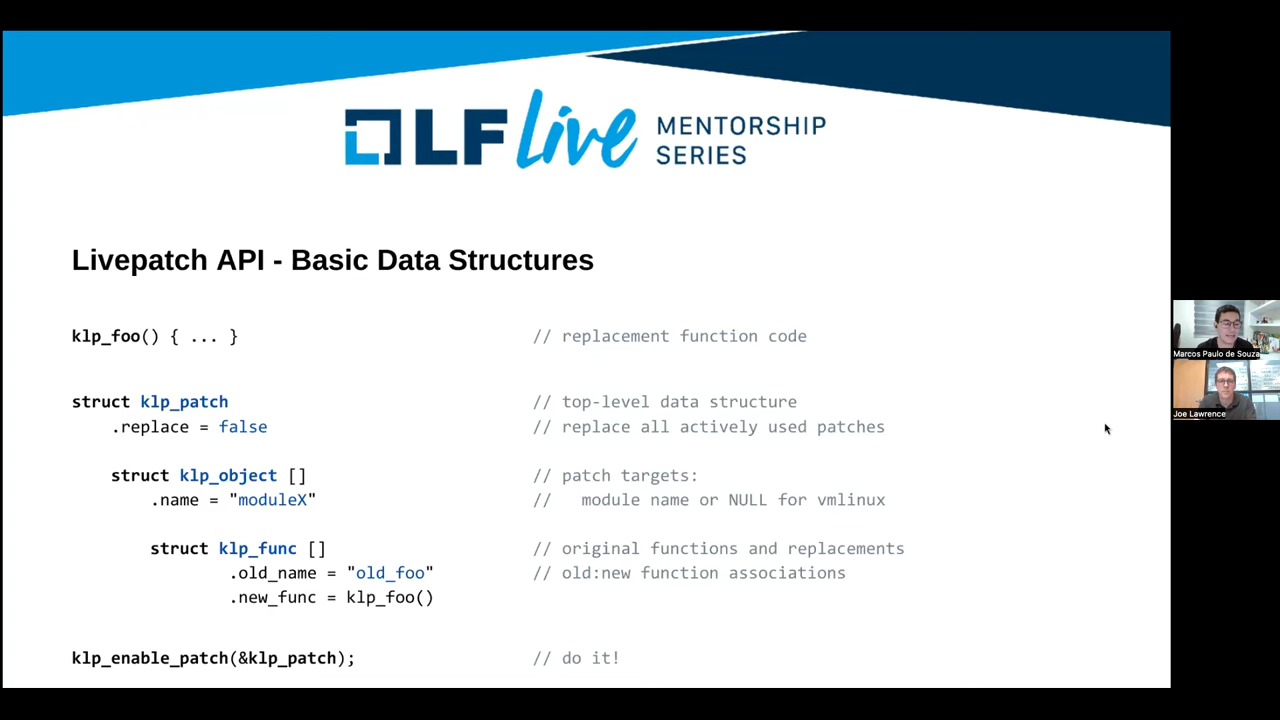 LF Live MENTORSHIP
SERIES
Livepatch API - Basic Data Structures
klp_foo() { ... } // replacement function code
struct klp_patch // top-level data structure
.replace = false // replace all actively used patches
struct klp_object [] // patch targets:
.name = "moduleX" // module name or NULL for vmlinux
struct klp_func [] // original functions and replacements
.old_name = "old_foo" // old:new function associations
.new_func = klp_foo()
klp_enable_patch(&klp_patch); // do it!
Marcos Paulo de Souza
Joe Lawrence